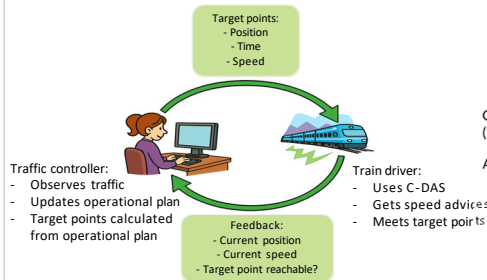 Target points:
- Position
- Time
- Speed
Traffic controller:
- Observes traffic
- Updates operational plan
- Target points calculated
from operational plan
Train driver:
- Uses C-DAS
- Gets speed advices
- Meets target points
Feedback:
- Current position
- Current speed
- Target point reachable?